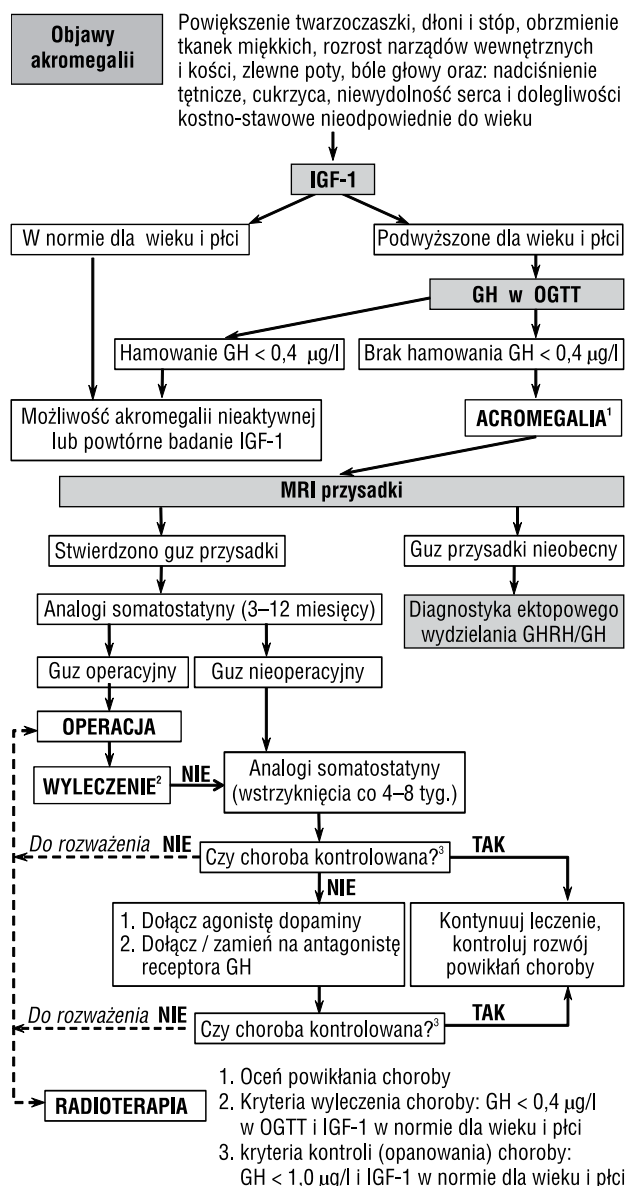 Objawy
akromegalii
Powiększenie twarzoczaszki, dłoni i stóp, obrzmienie
tkanek miękkich, rozrost narządów wewnętrznych
i kości, zlewne poty, bóle głowy oraz: nadciśnienie
tętnicze, cukrzyca, niewydolność serca i dolegliwości
kostno-stawowe nieodpowiednie do wieku
IGF-1
W normie dla wieku i płci
Podwyższone dla wieku i płci
GH w OGTT
Hamowanie GH < 0,4 µg/l
Brak hamowania GH < 0,4 µg/l
Możliwość akromegalii nieaktywnej
lub powtórne badanie IGF-1
ACROMEGALIA¹
MRI przysadki
Stwierdzono guz przysadki
Guz przysadki nieobecny
Analogi somatostatyny (3–12 miesięcy)
Diagnostyka ektopowego
wydzielania GHRH/GH
Guz operacyjny
Guz nieoperacyjny
OPERACJA
WYLECZENIE²
NIE
Analogi somatostatyny
(wstrzyknięcia co 4–8 tyg.)
Do rozważenia NIE
Czy choroba kontrolowana?³
TAK
NIE
1. Dołącz agonistę dopaminy
2. Dołącz / zamień na antagonistę
receptora GH
Kontynuuj leczenie,
kontroluj rozwój
powikłań choroby
Do rozważenia NIE
Czy choroba kontrolowana?³
TAK
RADIOTERAPIA
1. Oceń powikłania choroby
2. Kryteria wyleczenia choroby: GH < 0,4 µg/l
w OGTT i IGF-1 w normie dla wieku i płci
3. kryteria kontroli (opanowania) choroby:
GH < 1,0 µg/l i IGF-1 w normie dla wieku i płci